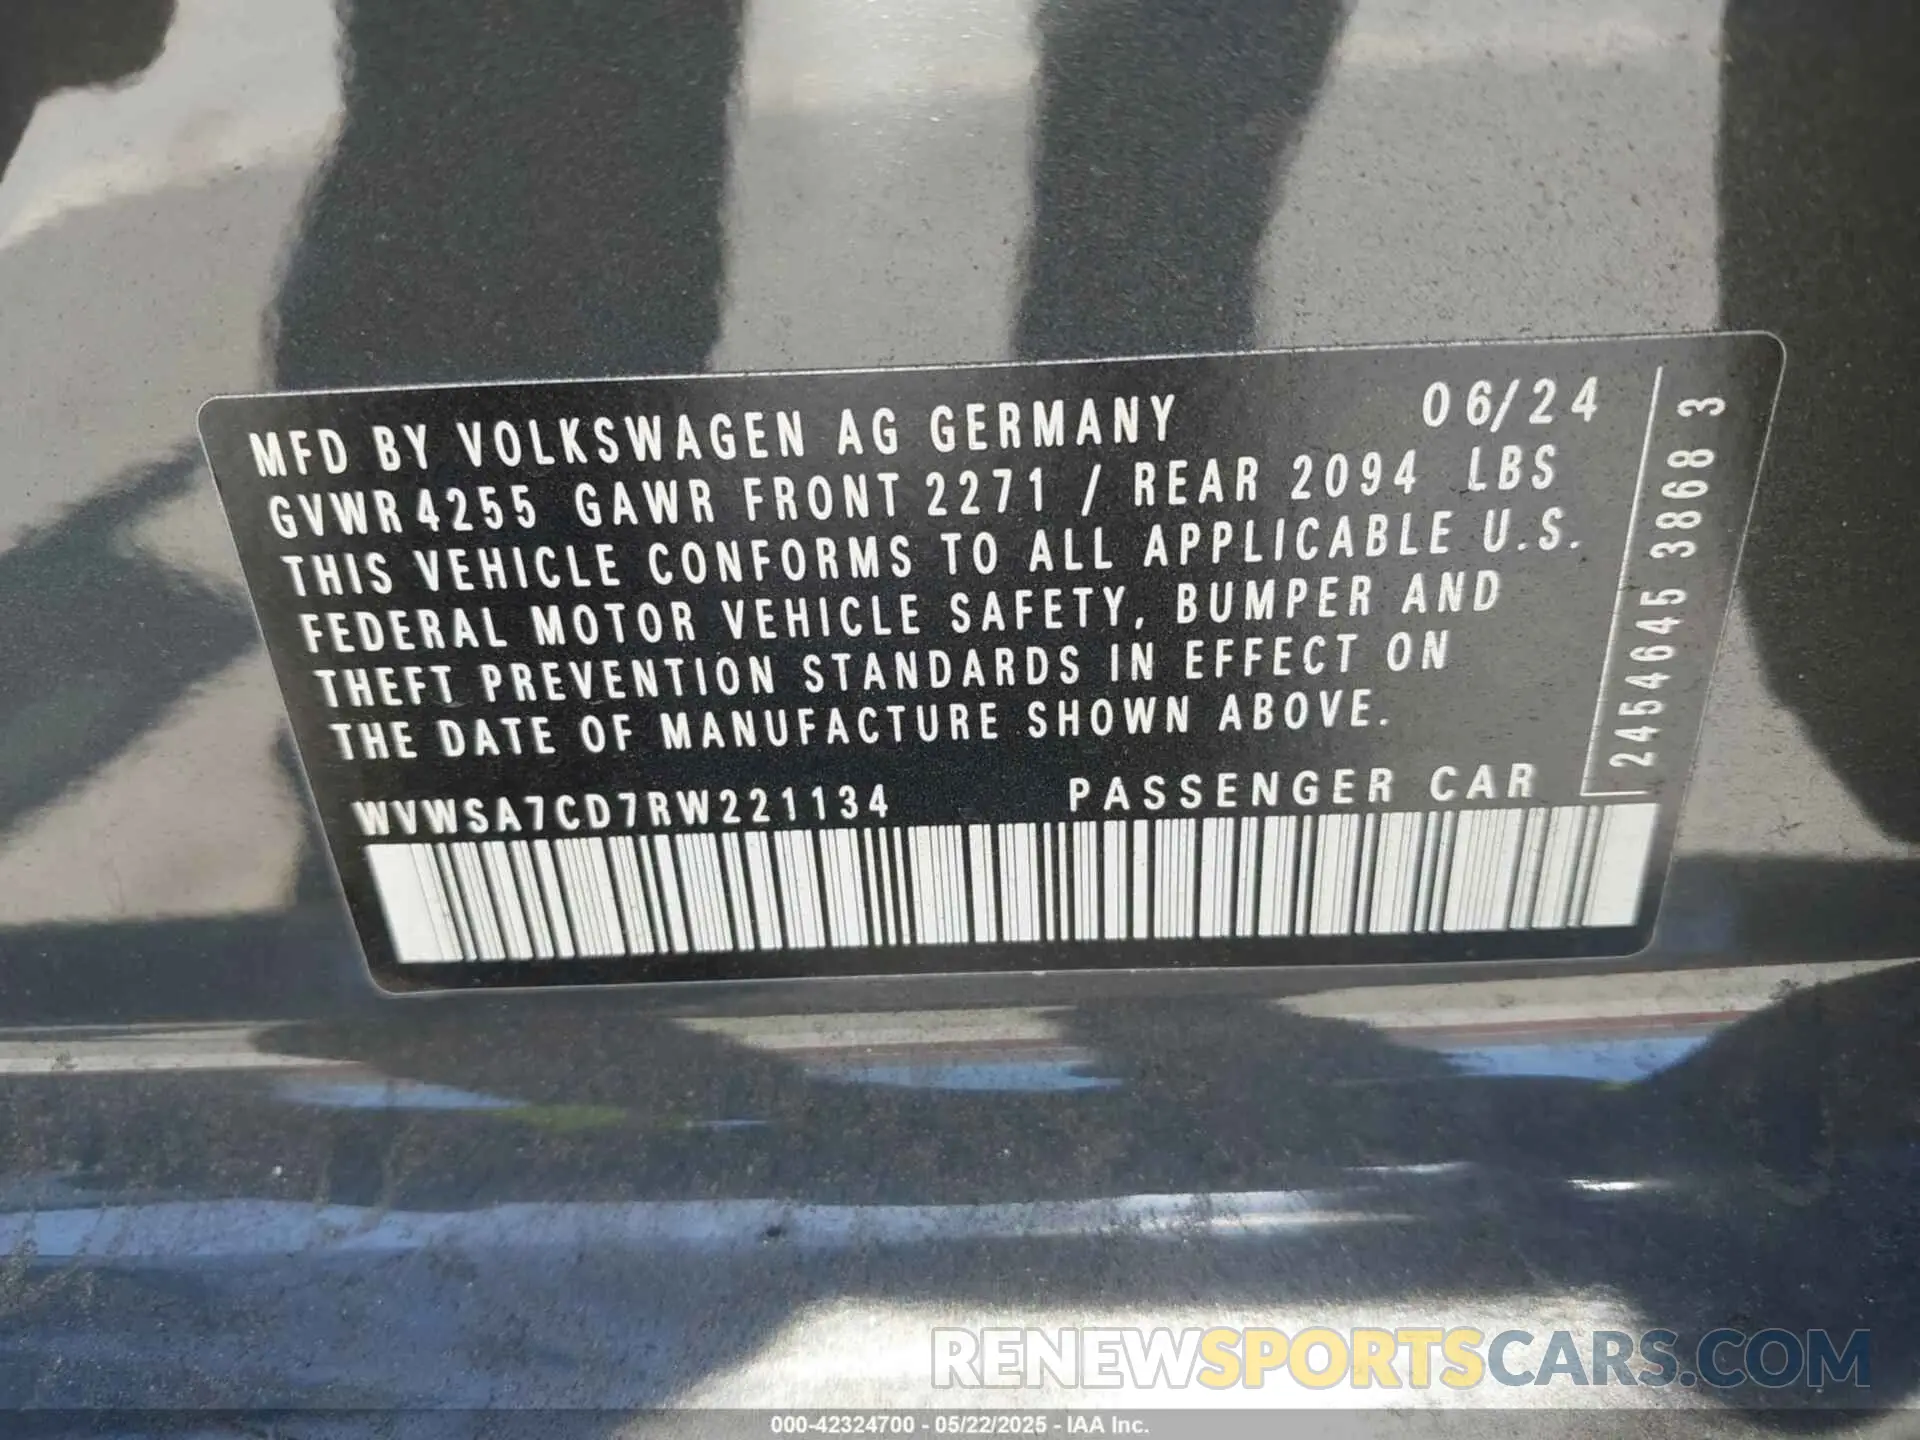 MFD BY VOLKSWAGEN AG GERMANY 06/24
GVWR 4255 GAWR FRONT 2271 / REAR 2094 LBS
THIS VEHICLE CONFORMS TO ALL APPLICABLE U.S.
FEDERAL MOTOR VEHICLE SAFETY, BUMPER AND
THEFT PREVENTION STANDARDS IN EFFECT ON
THE DATE OF MANUFACTURE SHOWN ABOVE.
WVWSA7CD7RW221134 PASSENGER CAR
2454645 3868 3
RENEWSPORTSCARS.COM
000-42324700 - 05/22/2025 - IAA Inc.